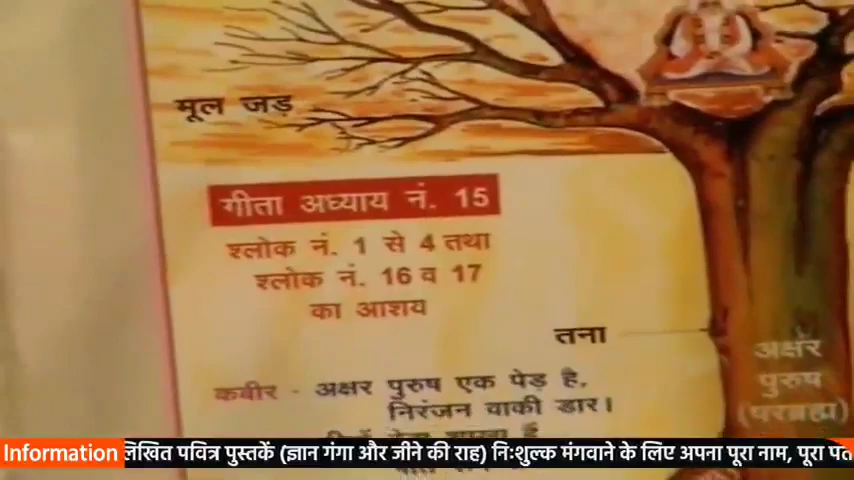 मूल जड़
गीता अध्याय नं. 15
श्लोक नं. 1 से 4 तथा
श्लोक नं. 16 व 17
का आशय
तना
अक्षर
पुरुष
(परब्रह्म)
कबीर - अक्षर पुरुष एक पेड़ है,
निरंजन वाकी डार।
Information लिखित पवित्र पुस्तकें (ज्ञान गंगा और जीने की राह) निःशुल्क मंगवाने के लिए अपना पूरा नाम, पूरा पत